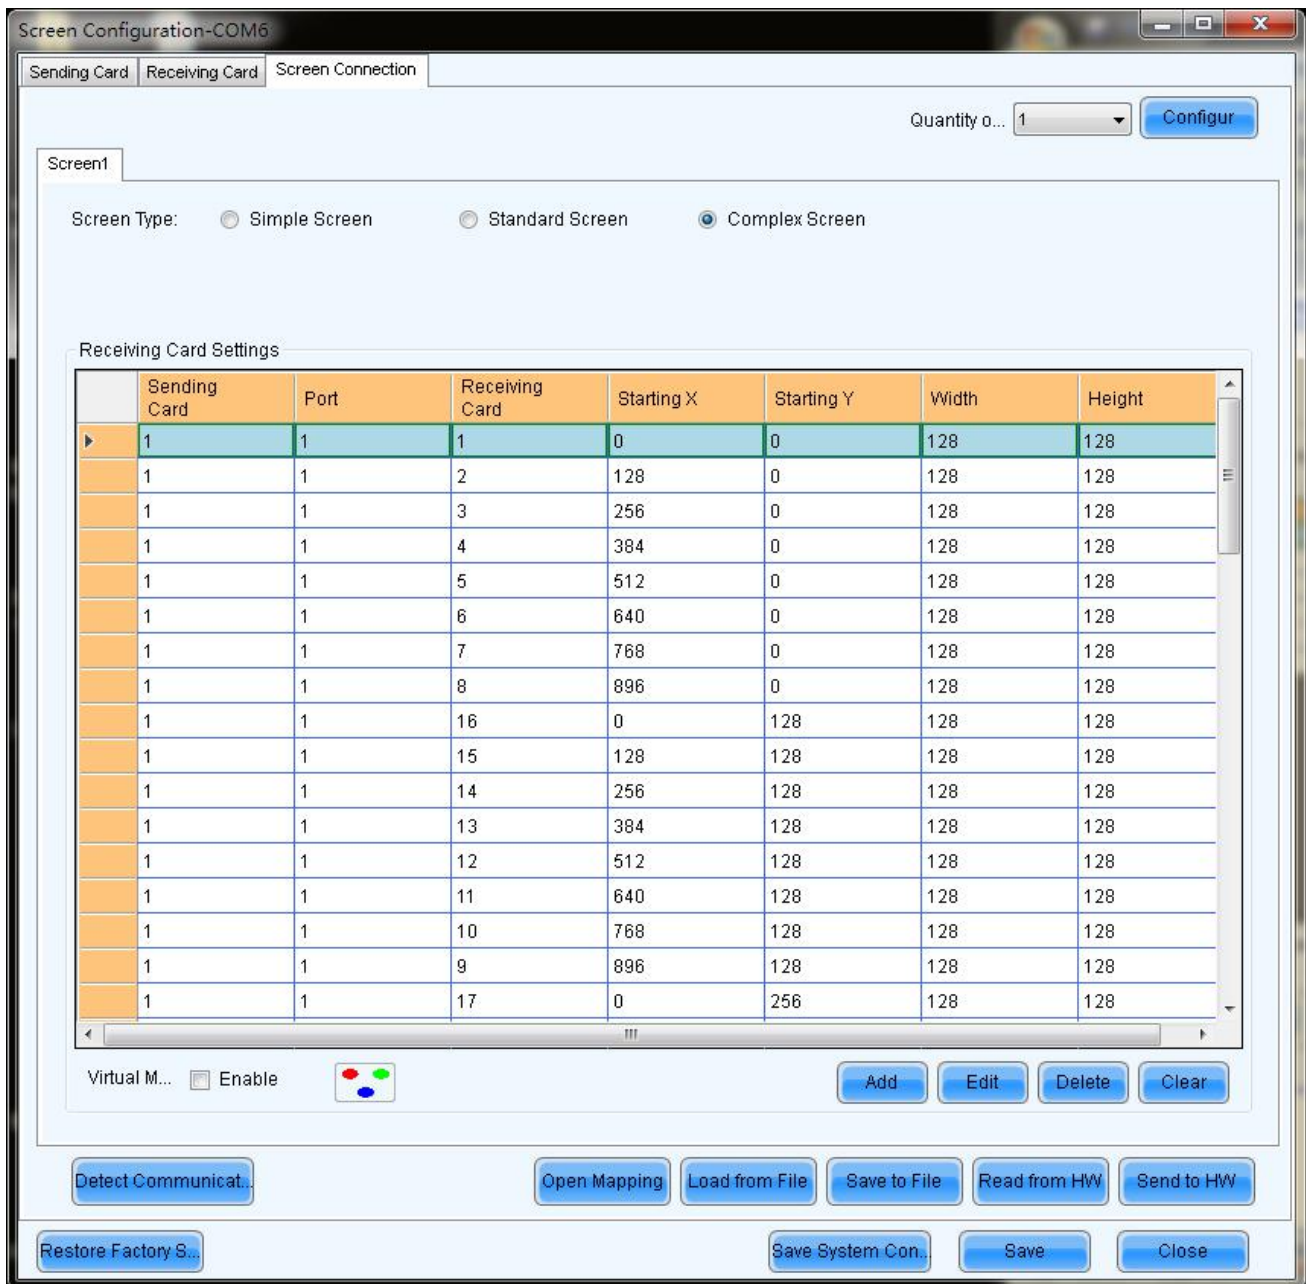 Screen Configuration-COM6
Sending Card Receiving Card Screen Connection
Quantity o... 1 Configur
Screen1
Screen Type: Simple Screen Standard Screen Complex Screen
Receiving Card Settings
Sending Card Port Receiving Card Starting X Starting Y Width Height
1 1 1 0 0 128 128
1 1 2 128 0 128 128
1 1 3 256 0 128 128
1 1 4 384 0 128 128
1 1 5 512 0 128 128
1 1 6 640 0 128 128
1 1 7 768 0 128 128
1 1 8 896 0 128 128
1 1 16 0 128 128 128
1 1 15 128 128 128 128
1 1 14 256 128 128 128
1 1 13 384 128 128 128
1 1 12 512 128 128 128
1 1 11 640 128 128 128
1 1 10 768 128 128 128
1 1 9 896 128 128 128
1 1 17 0 256 128 128
Virtual M... Enable Add Edit Delete Clear
Detect Communicat... Open Mapping Load from File Save to File Read from HW Send to HW
Restore Factory S... Save System Con... Save Close